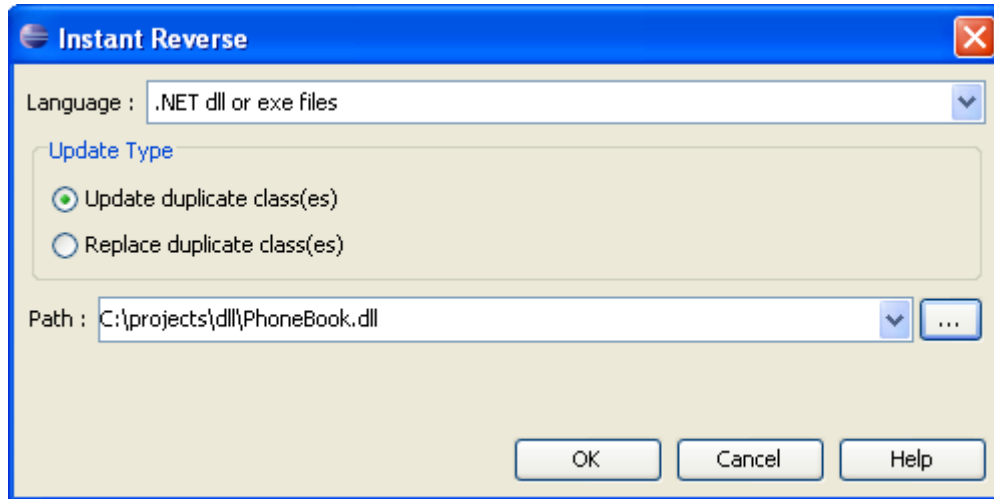 Instant Reverse
Language : .NET dll or exe files
Update Type
Update duplicate class(es)
Replace duplicate class(es)
Path : C:\projects\dll\PhoneBook.dll ...
OK Cancel Help